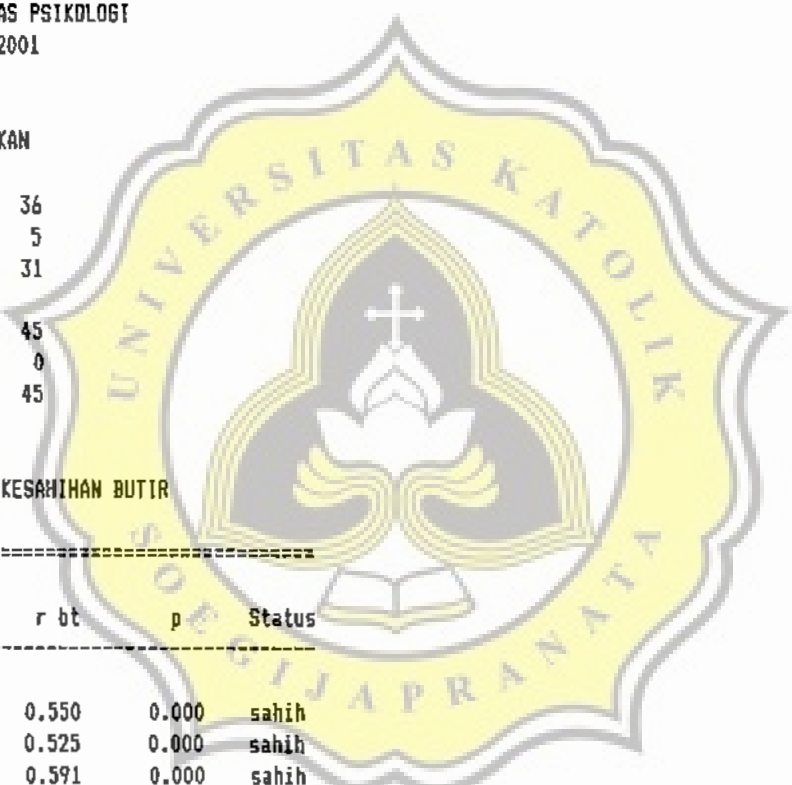 AS PSIKOLOGI
2001
KAN
36
5
31
45
0
45
KESAHIHAN BUTIR
==============================
r bt p Status
------------------------------
0.550 0.000 sahih
0.525 0.000 sahih
0.591 0.000 sahih
UNIVERSITAS KATOLIK
SOEGIJAPRANATA